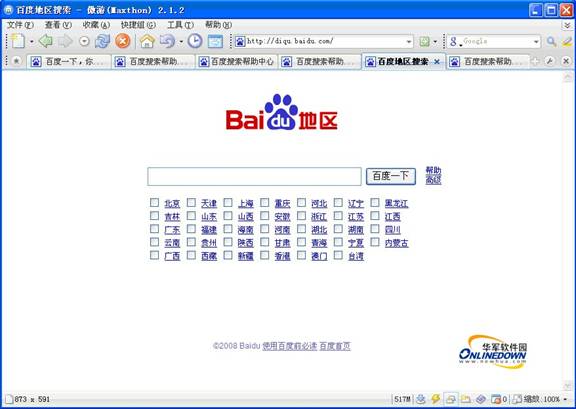 百度地区搜索 - 傲游(Maxthon) 2.1.2
文件(F) 查看(V) 收藏(A) 快捷组(G) 工具(T) 帮助(H)
http://diqu.baidu.com/ Google
百度一下，你... 百度搜索帮助... 百度搜索帮助中心 百度搜索帮助... 百度地区搜索 百度搜索帮助...
Bai du 地区
百度一下 帮助
高级
北京 天津 上海 重庆 河北 辽宁 黑龙江
吉林 山东 山西 安徽 浙江 江苏 江西
广东 福建 海南 河南 湖北 湖南 四川
云南 贵州 陕西 甘肃 青海 宁夏 内蒙古
广西 西藏 新疆 香港 澳门 台湾
©2008 Baidu 使用百度前必读 百度首页
华军软件园
ONLINEDOWN
www.newhua.com
873 x 591 517M 0 缩放:100%